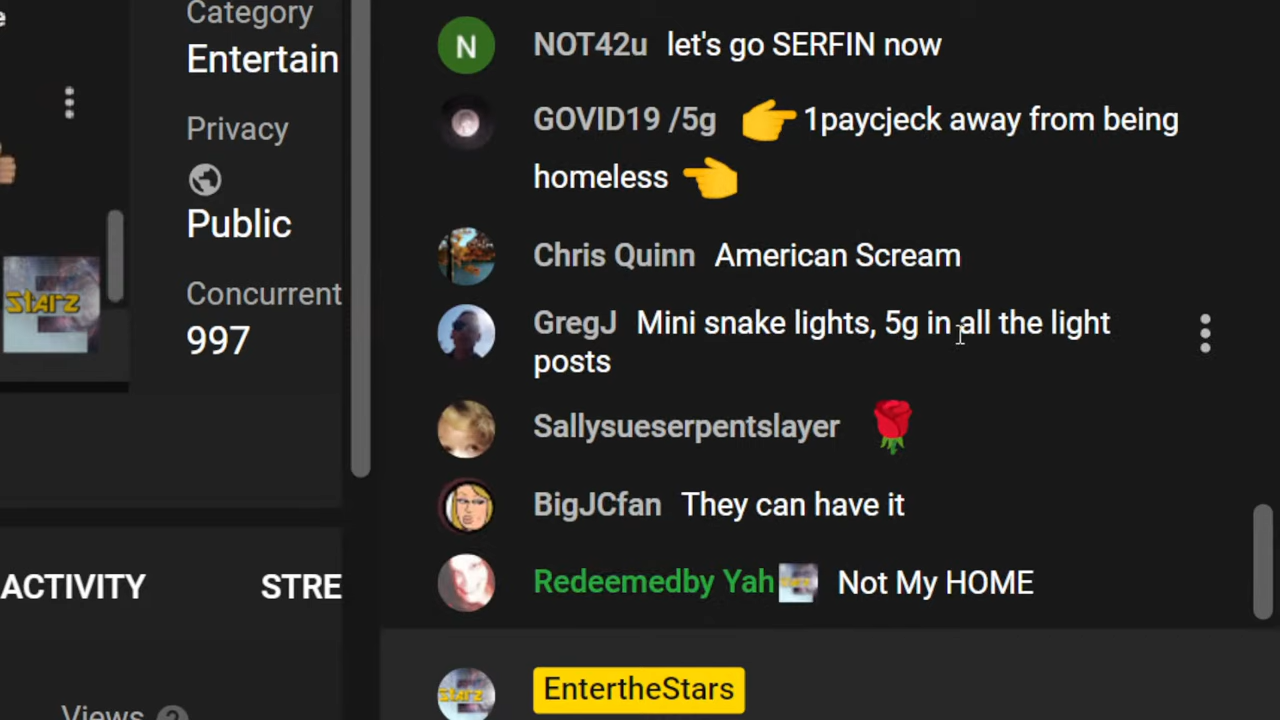 Category
Entertain
Privacy
Public
Concurrent
997
starz
ACTIVITY STRE
Views
N NOT42u let's go SERFIN now
GOVID19 /5g 👉 1paycjeck away from being
homeless 👈
Chris Quinn American Scream
GregJ Mini snake lights, 5g in all the light
posts
Sallysueserpentslayer 🌹
BigJCfan They can have it
Redeemedby Yah Not My HOME
starz EntertheStars